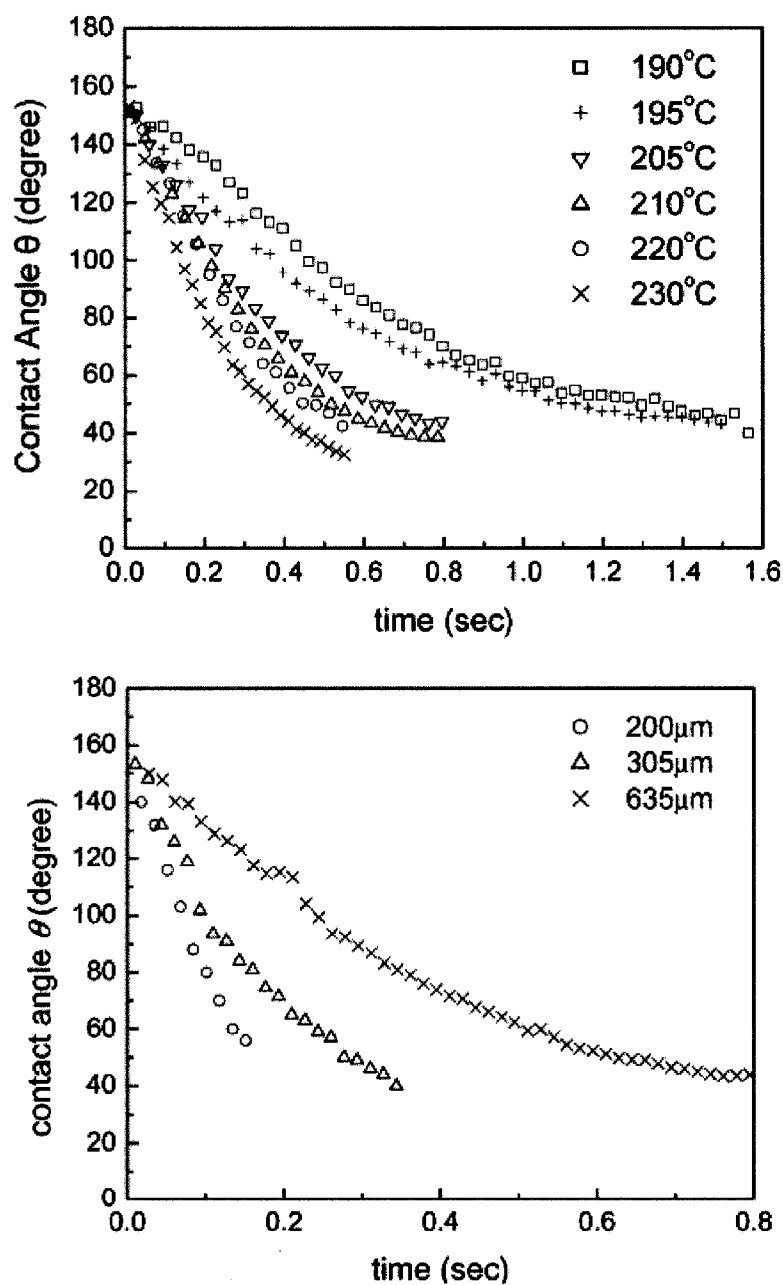 180
160
140
120
100
80
60
40
20
0
Contact Angle Θ (degree)
190°C
195°C
205°C
210°C
220°C
230°C
0.0 0.2 0.4 0.6 0.8 1.0 1.2 1.4 1.6
time (sec)
180
160
140
120
100
80
60
40
20
0
contact angle θ (degree)
200μm
305μm
635μm
0.0 0.2 0.4 0.6 0.8
time (sec)